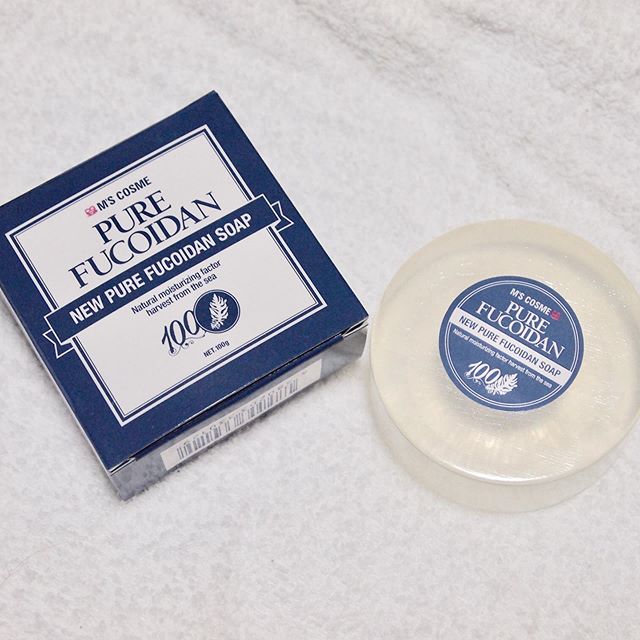 M'S COSME
PURE
FUCOIDAN
NEW PURE FUCOIDAN SOAP
Natural moisturizing factor
harvest from the sea
100
NET.100g
M'S COSME
PURE
FUCOIDAN
NEW PURE FUCOIDAN SOAP
Natural moisturizing factor harvest from the sea
100